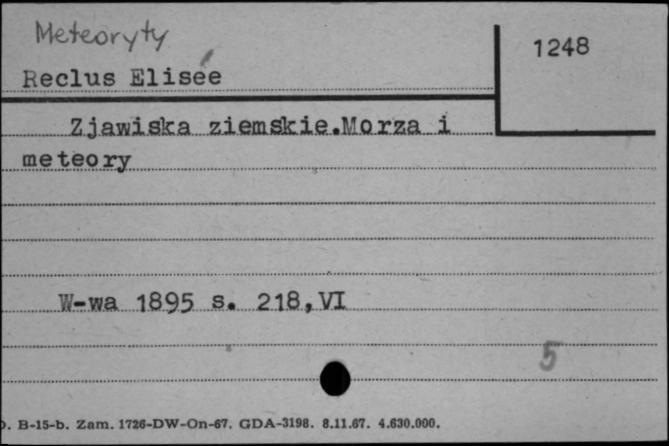 Meteoryty
1248
Reclus Elisée
Zjawiska ziemskie.Morza i
meteory
W-wa 1895 s. 218,VI
5
B-15-b. Zam. 1726-DW-On-67. GDA-3198. 8.11.67. 4.630.000.